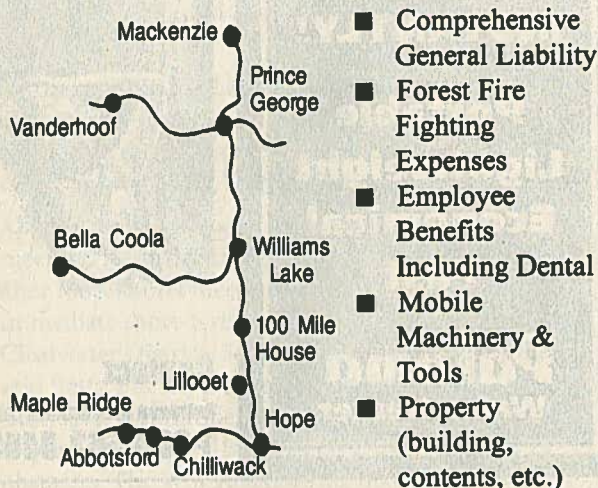 Mackenzie
Prince
George
Vanderhoof
Bella Coola
Williams
Lake
100 Mile
House
Lillooet
Maple Ridge
Hope
Abbotsford
Chilliwack
■ Comprehensive
General Liability
■ Forest Fire
Fighting
Expenses
■ Employee
Benefits
Including Dental
■ Mobile
Machinery &
Tools
■ Property
(building,
contents, etc.)